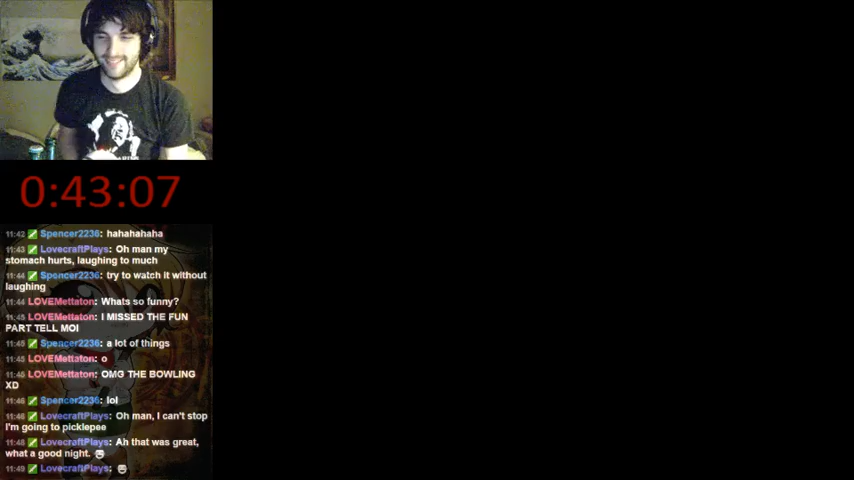 0:43:07
11:42 Spencer2236: hahahahaha
11:43 LovecraftPlays: Oh man my
stomach hurts, laughing to much
11:44 Spencer2236: try to watch it without
laughing
11:44 LOVEMettaton: Whats so funny?
11:45 LOVEMettaton: I MISSED THE FUN
PART TELL MOI
11:45 Spencer2236: a lot of things
11:45 LOVEMettaton: o
11:45 LOVEMettaton: OMG THE BOWLING
XD
11:46 Spencer2236: lol
11:46 LovecraftPlays: Oh man, I can't stop
I'm going to picklepee
11:48 LovecraftPlays: Ah that was great,
what a good night.
11:49 LovecraftPlays: